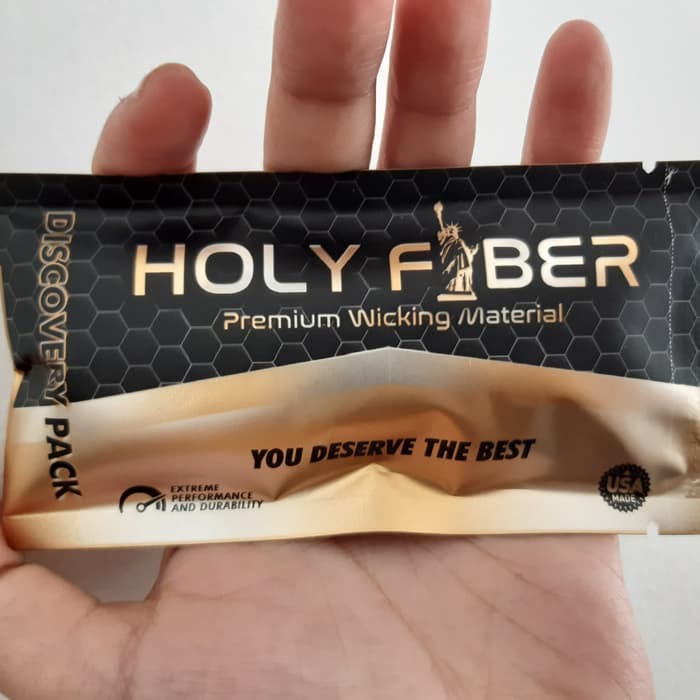 DISCOVERY PACK
HOLY FIBER
Premium Wicking Material
YOU DESERVE THE BEST
EXTREME
PERFORMANCE
AND DURABILITY
USA
MADE